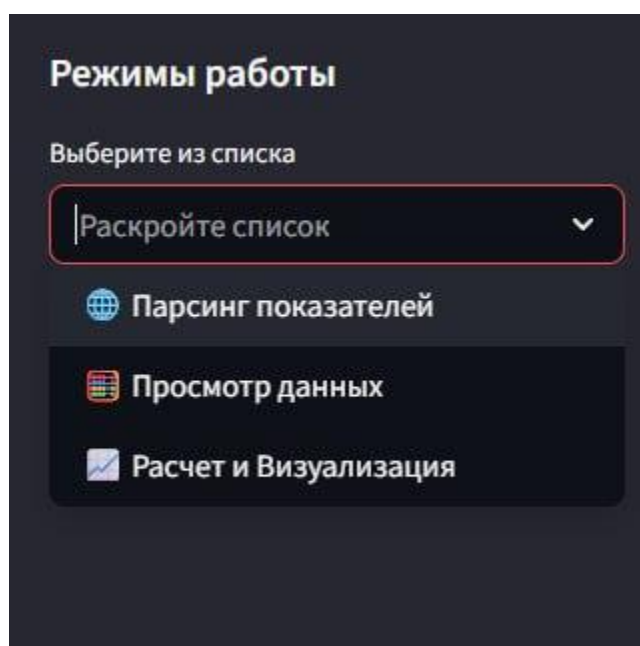 Режимы работы
Выберите из списка
Раскройте список
Парсинг показателей
Просмотр данных
Расчет и Визуализация